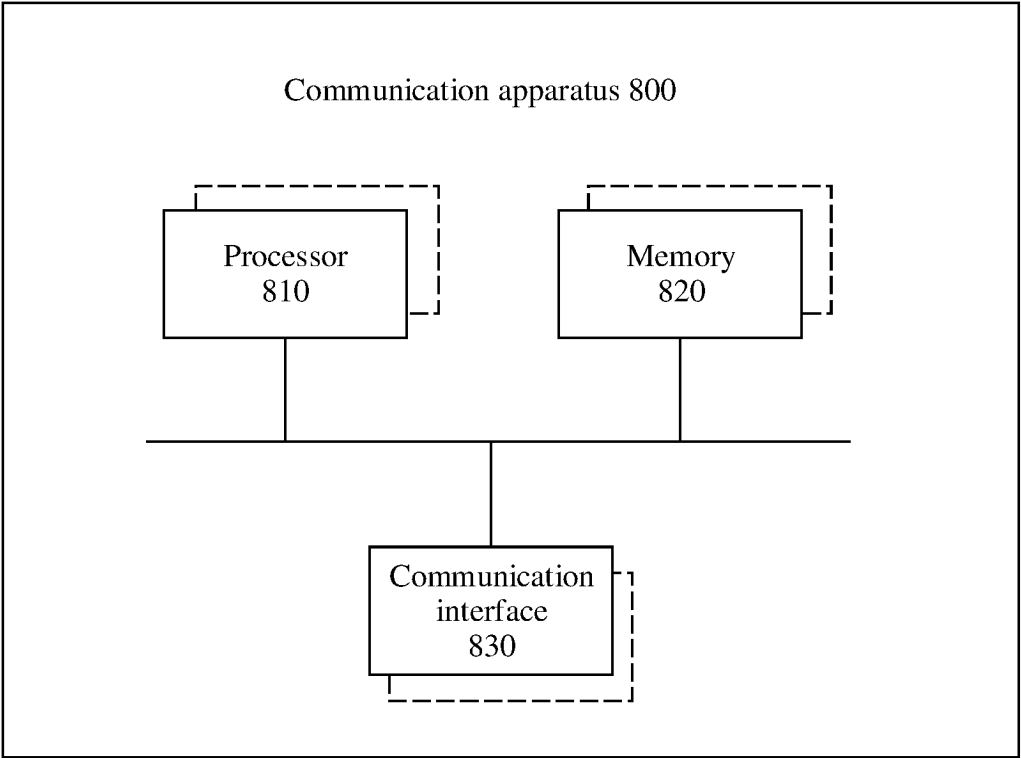 Communication apparatus 800
Processor
810
Memory
820
Communication
interface
830